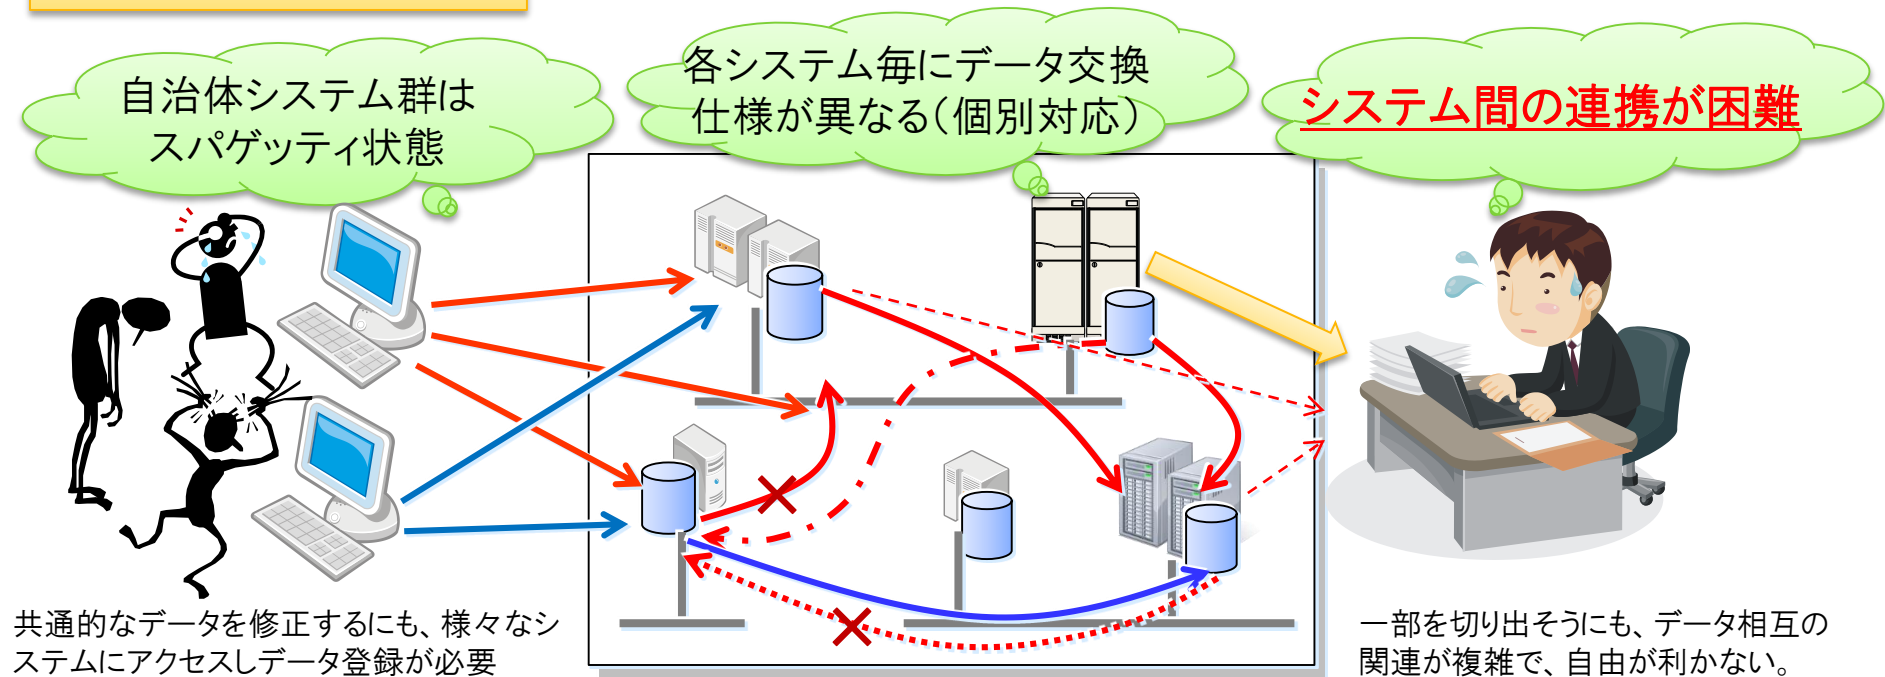 自治体システム群は
スパゲッティ状態
各システム毎にデータ交換
仕様が異なる（個別対応）
システム間の連携が困難
共通的なデータを修正するにも、様々なシ
ステムにアクセスしデータ登録が必要
一部を切り出そうにも、データ相互の
関連が複雑で、自由が利かない。